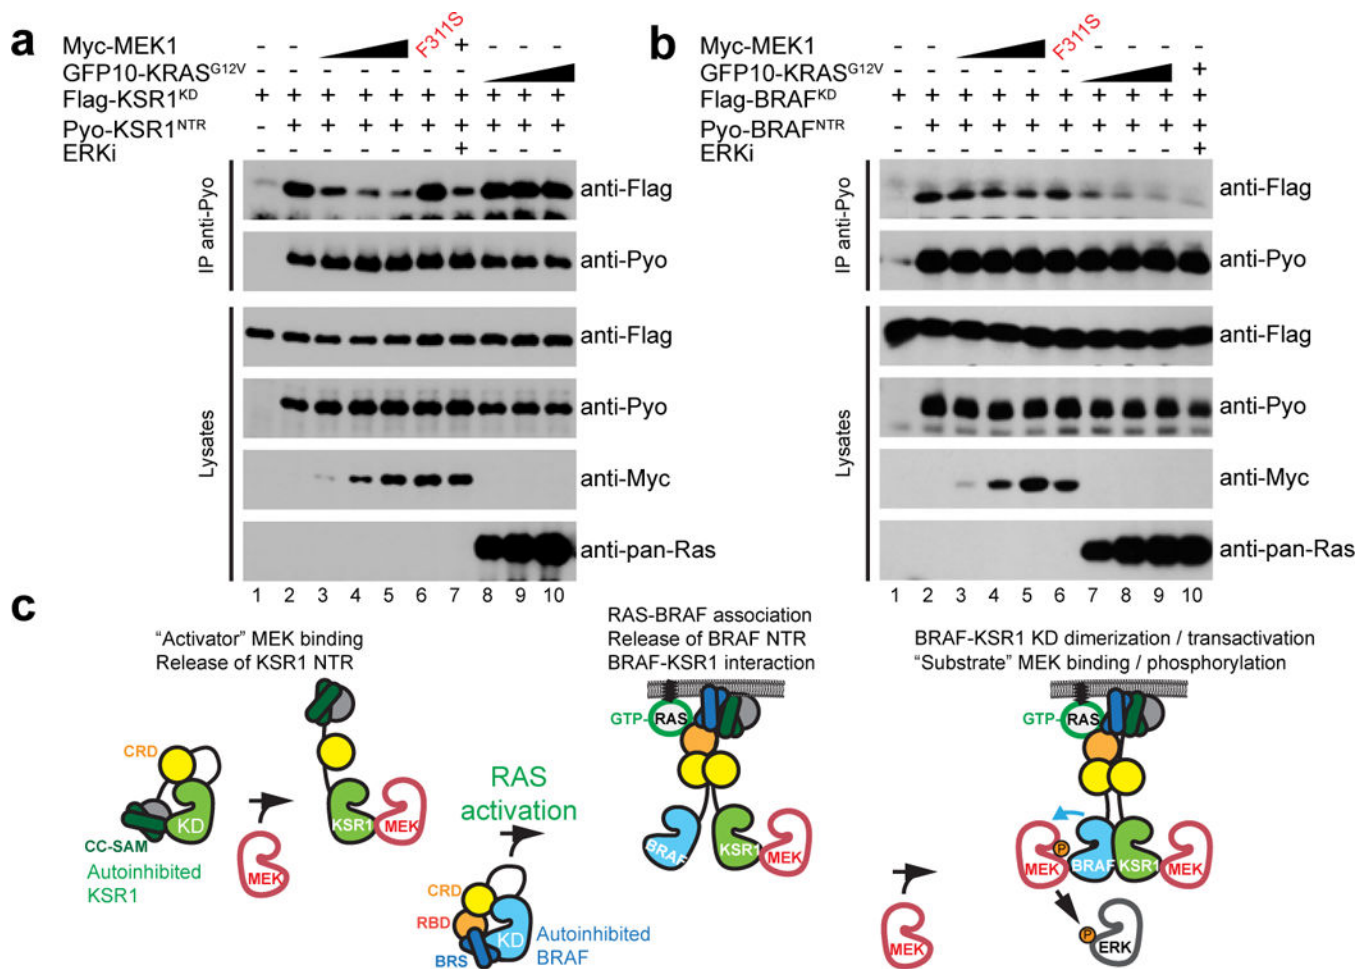 a
Myc-MEK1 - - F311S + - - -
GFP10-KRASG12V - - - - - - -
Flag-KSR1KD + + + + + + + + + +
Pyo-KSR1NTR - + + + + + + + + +
ERKi - - - - - - + - - -
IP anti-Pyo
anti-Flag
anti-Pyo
Lysates
anti-Flag
anti-Pyo
anti-Myc
anti-pan-Ras
1 2 3 4 5 6 7 8 9 10
b
Myc-MEK1 - - F311S - - - -
GFP10-KRASG12V - - - - - - +
Flag-BRAFKD + + + + + + + + + +
Pyo-BRAFNTR - + + + + + + + + +
ERKi - - - - - - - - - +
IP anti-Pyo
anti-Flag
anti-Pyo
Lysates
anti-Flag
anti-Pyo
anti-Myc
anti-pan-Ras
1 2 3 4 5 6 7 8 9 10
c
“Activator” MEK binding
Release of KSR1 NTR
CRD
KD
CC-SAM
Autoinhibited
KSR1
MEK
KSR1
MEK
RAS
activation
CRD
RBD
KD
BRS
Autoinhibited
BRAF
RAS-BRAF association
Release of BRAF NTR
BRAF-KSR1 interaction
GTP-RAS
BRAF
KSR1
MEK
MEK
BRAF-KSR1 KD dimerization / transactivation
“Substrate” MEK binding / phosphorylation
GTP-RAS
MEK
P
BRAF
KSR1
MEK
P
ERK